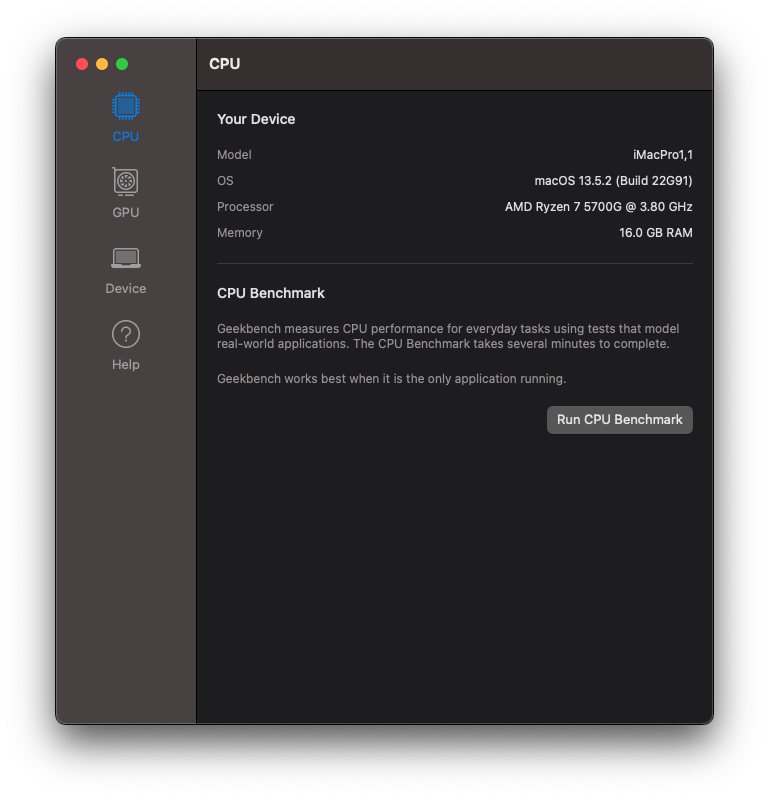 CPU
CPU
GPU
Device
Help
Your Device
Model iMacPro1,1
OS macOS 13.5.2 (Build 22G91)
Processor AMD Ryzen 7 5700G @ 3.80 GHz
Memory 16.0 GB RAM
CPU Benchmark
Geekbench measures CPU performance for everyday tasks using tests that model
real-world applications. The CPU Benchmark takes several minutes to complete.
Geekbench works best when it is the only application running.
Run CPU Benchmark